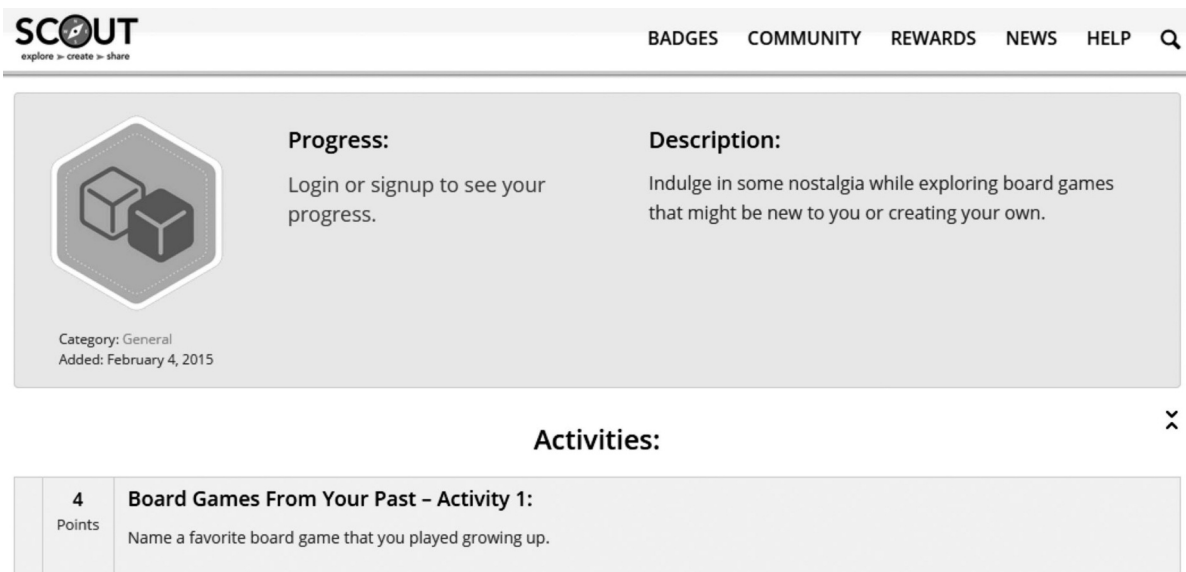 SCOUT
explore ➢ create ➢ share
BADGES COMMUNITY REWARDS NEWS HELP
Progress:
Login or signup to see your
progress.
Description:
Indulge in some nostalgia while exploring board games
that might be new to you or creating your own.
Category: General
Added: February 4, 2015
Activities:
4
Points
Board Games From Your Past – Activity 1:
Name a favorite board game that you played growing up.